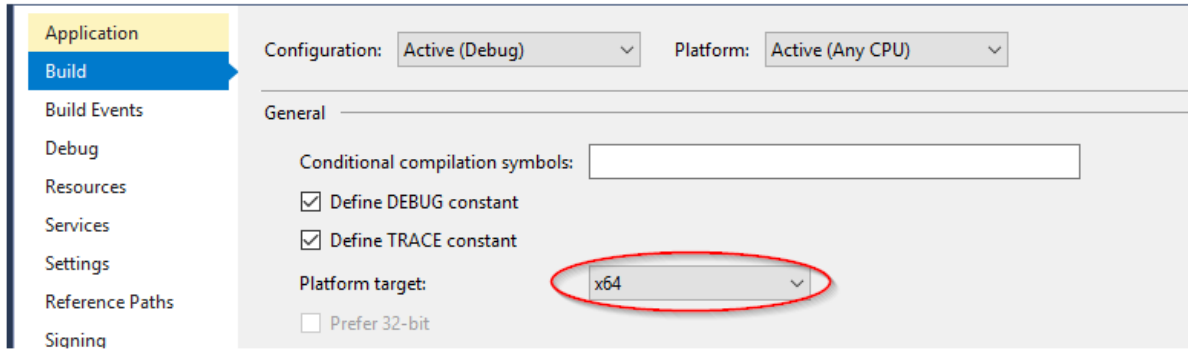 Application
Build
Build Events
Debug
Resources
Services
Settings
Reference Paths
Signing
Configuration: Active (Debug) Platform: Active (Any CPU)
General
Conditional compilation symbols:
Define DEBUG constant
Define TRACE constant
Platform target: x64
Prefer 32-bit